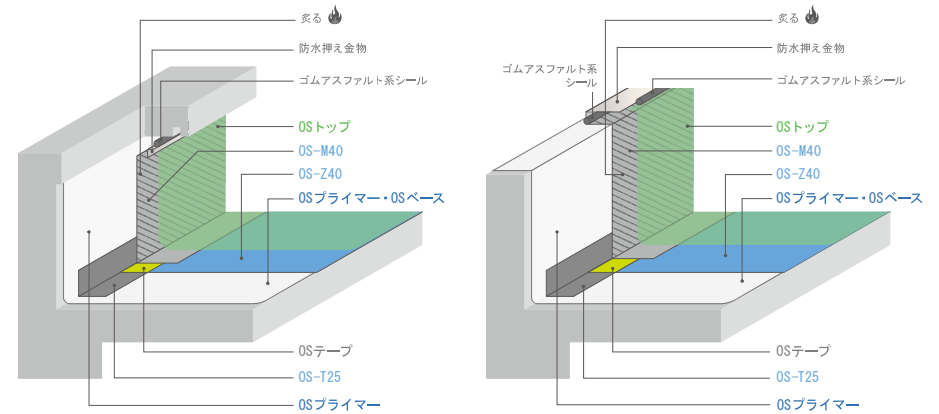 炙る
防水押え金物
ゴムアスファルト系シール
OSトップ
OS-M40
OS-Z40
OSプライマー・OSベース
OSテープ
OS-T25
OSプライマー
炙る
防水押え金物
ゴムアスファルト系
シール
ゴムアスファルト系シール
OSトップ
OS-M40
OS-Z40
OSプライマー・OSベース
OSテープ
OS-T25
OSプライマー